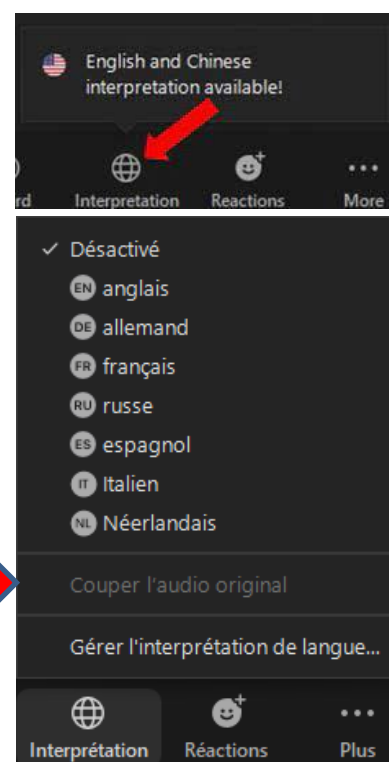 English and Chinese
interpretation available!
rd Interpretation Reactions More
Désactivé
EN anglais
DE allemand
FR français
RU russe
ES espagnol
IT Italien
NL Néerlandais
Couper l'audio original
Gérer l'interprétation de langue...
Interprétation Réactions Plus